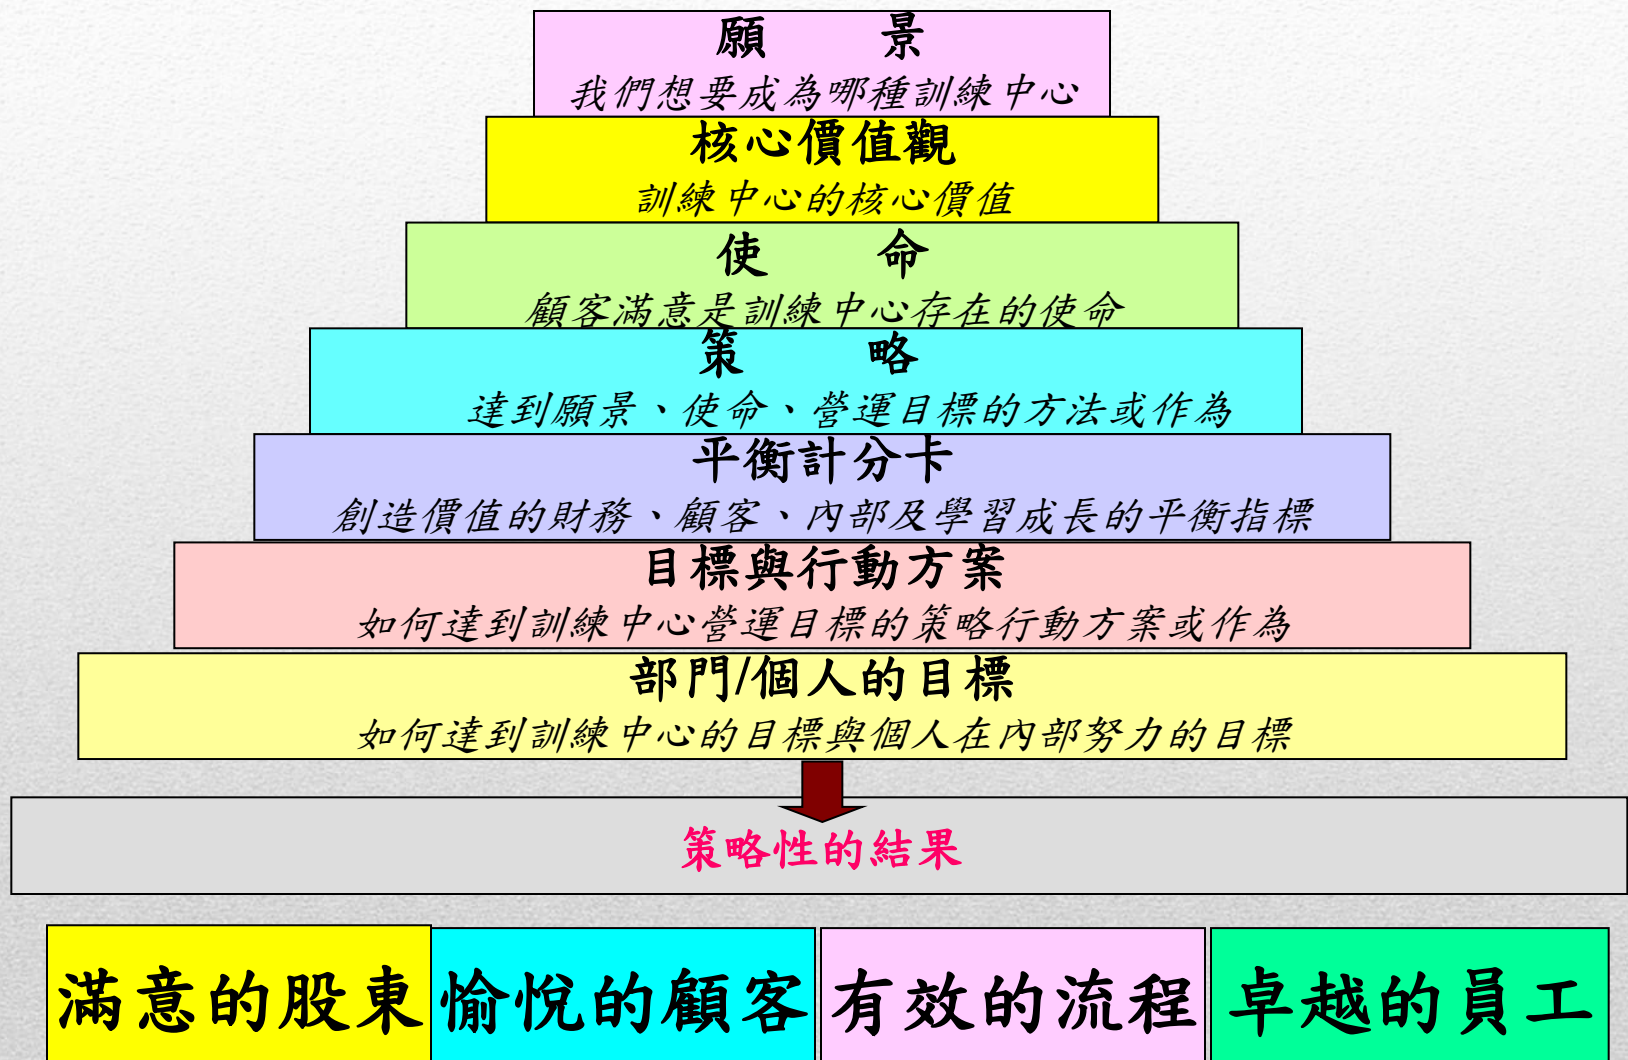 願 景
我們想要成為哪種訓練中心
核心價值觀
訓練中心的核心價值
使 命
顧客滿意是訓練中心存在的使命
策 略
達到願景、使命、營運目標的方法或作為
平衡計分卡
創造價值的財務、顧客、內部及學習成長的平衡指標
目標與行動方案
如何達到訓練中心營運目標的策略行動方案或作為
部門/個人的目標
如何達到訓練中心的目標與個人在內部努力的目標
策略性的結果
滿意的股東 愉悅的顧客 有效的流程 卓越的員工